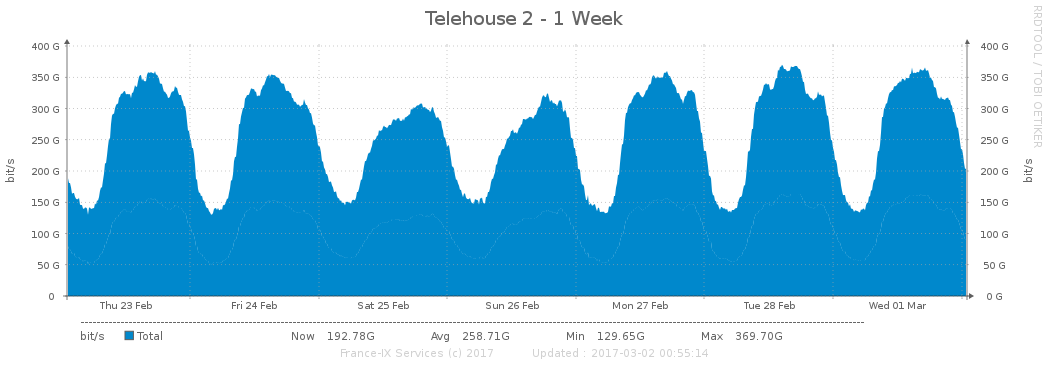 Telehouse 2 - 1 Week
RRDTOOL / TOBI OETIKER
bit/s
bit/s
400 G 400 G
350 G 350 G
300 G 300 G
250 G 250 G
200 G 200 G
150 G 150 G
100 G 100 G
50 G 50 G
0 0 G
Thu 23 Feb Fri 24 Feb Sat 25 Feb Sun 26 Feb Mon 27 Feb Tue 28 Feb Wed 01 Mar
bit/s Total Now 192.78G Avg 258.71G Min 129.65G Max 369.70G
France-IX Services (c) 2017 Updated : 2017-03-02 00:55:14